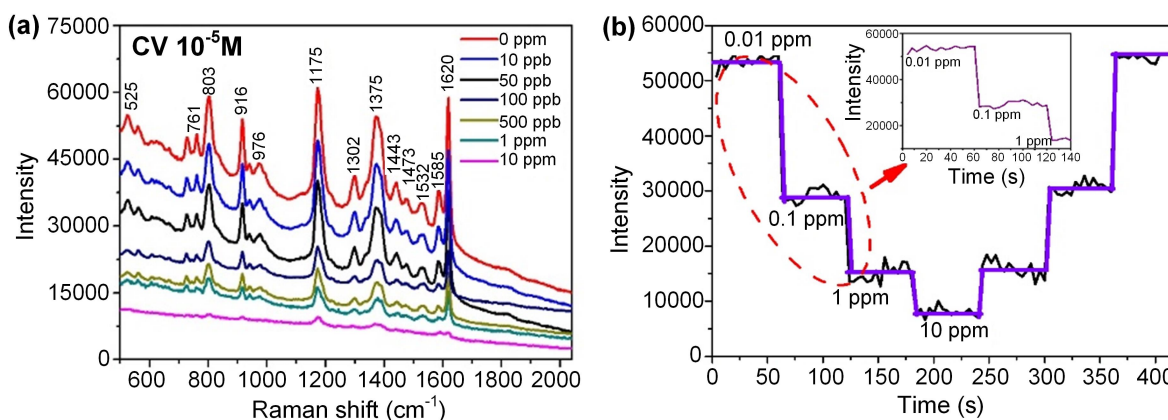 (a)
CV 10-5M
Intensity
75000
60000
45000
30000
15000
0
525
761
803
916
976
1175
1302
1375
1443
1473
1532
1585
1620
0 ppm
10 ppb
50 ppb
100 ppb
500 ppb
1 ppm
10 ppm
600 800 1000 1200 1400 1600 1800 2000
Raman shift (cm-1)
(b)
Intensity
60000
50000
40000
30000
20000
10000
0
0.01 ppm
0.1 ppm
1 ppm
10 ppm
0 50 100 150 200 250 300 350 400
Time (s)
Intensity
60000
40000
20000
0.01 ppm
0.1 ppm
1 ppm
0 20 40 60 80 100 120 140
Time (s)